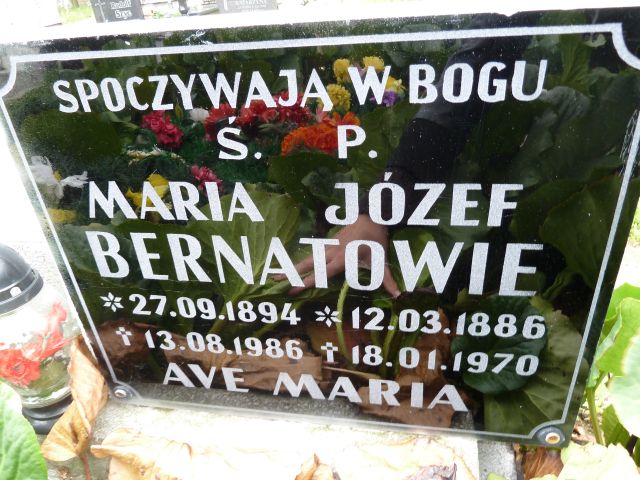 SPOCZYWAJĄ W BOGU
Ś. P.
MARIA JÓZEF
BERNATOWIE
✲ 27.09.1894 ✲ 12.03.1886
✝ 13.08.1986 ✝ 18.01.1970
AVE MARIA